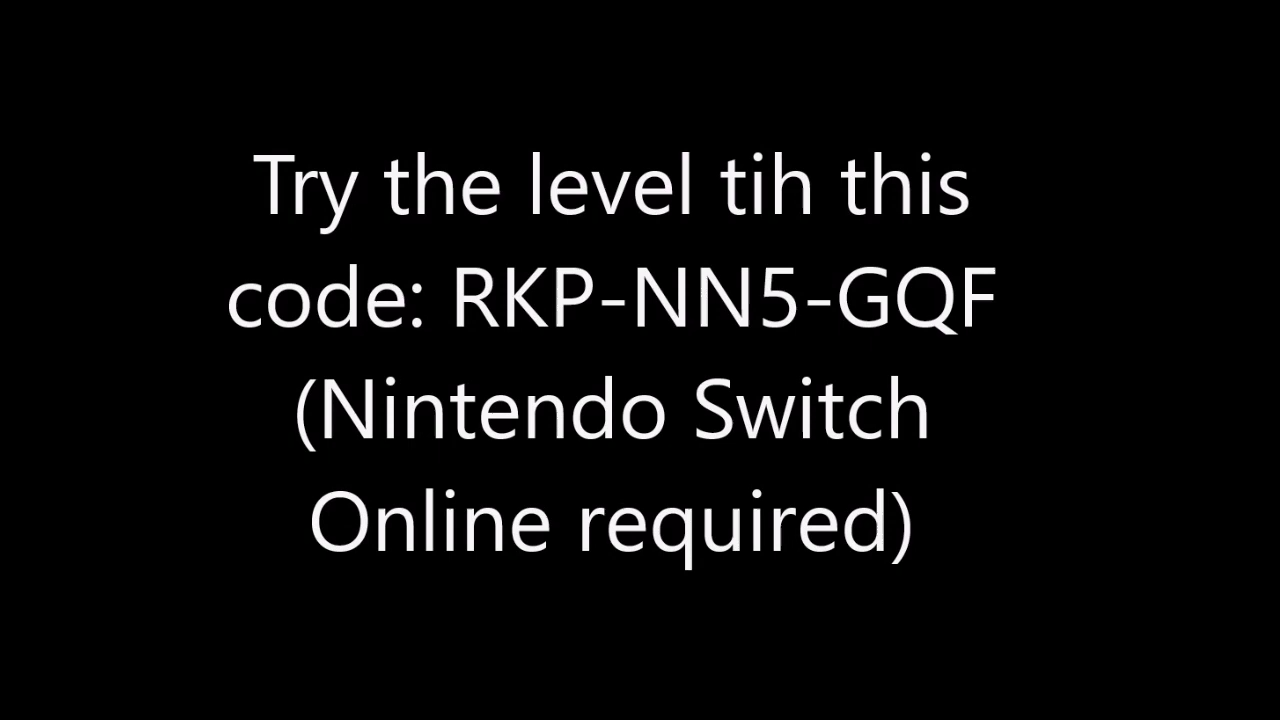 Try the level tih this
code: RKP-NN5-GQF
(Nintendo Switch
Online required)